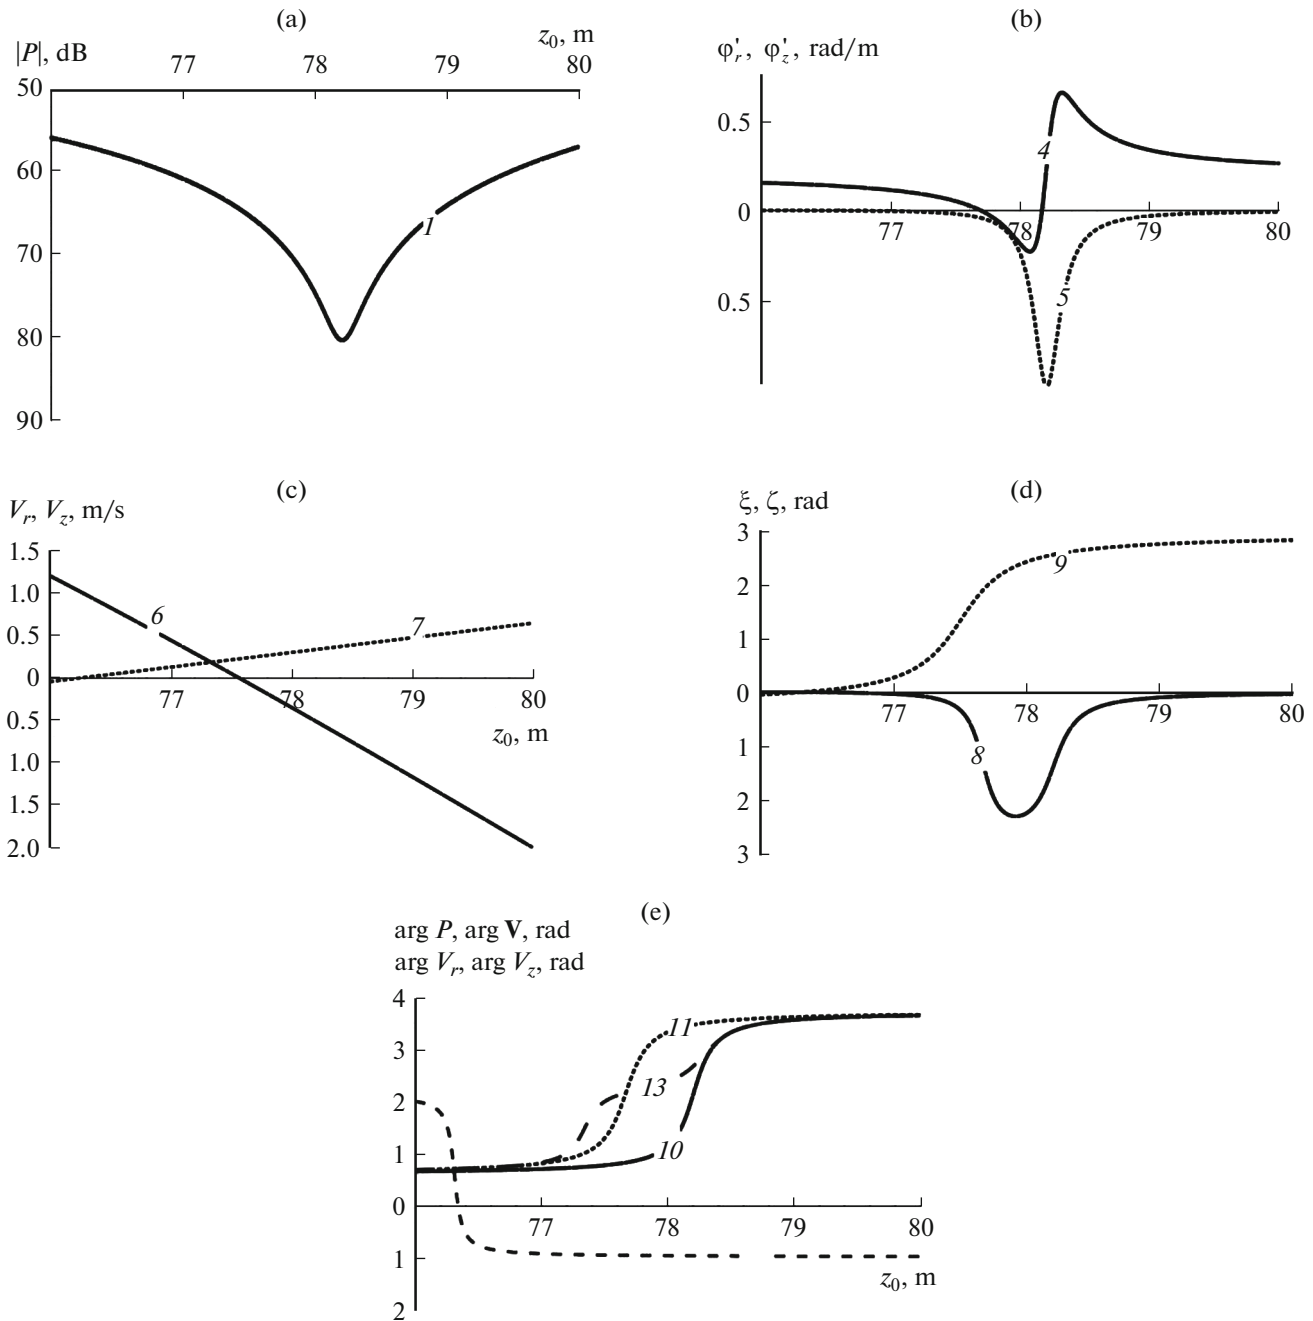 (a)
|P|, dB
z₀, m
77 78 79 80
50
60
70
80
90
1
(b)
φ'ᵣ, φ'_z, rad/m
0.5
0
0.5
77 78 79 80
4
5
(c)
Vᵣ, V_z, m/s
1.5
1.0
0.5
0
0.5
1.0
1.5
2.0
77 78 79 80
z₀, m
6
7
(d)
ξ, ζ, rad
3
2
1
0
1
2
3
77 78 79 80
9
8
(e)
arg P, arg V, rad
arg Vᵣ, arg V_z, rad
4
3
2
1
0
1
2
77 78 79 80
z₀, m
11
13
10